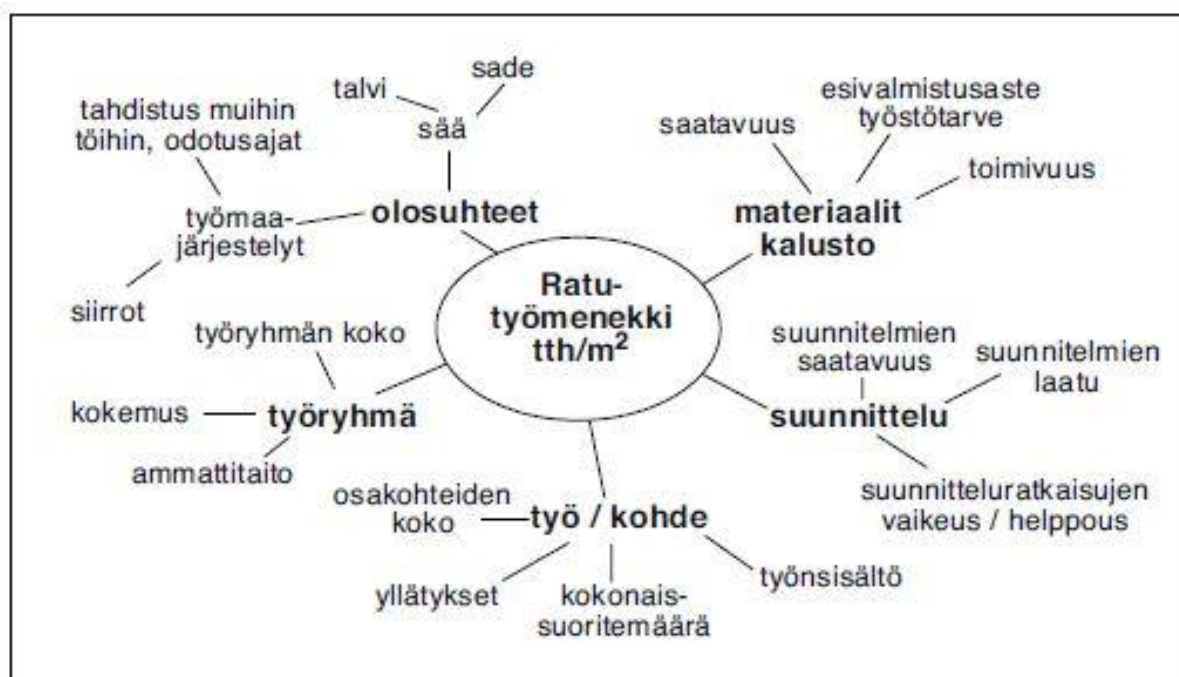 sade
talvi
sää
tahdistus muihin
töihin, odotusajat
olosuhteet
työmaa-
järjestelyt
siirrot
esivalmistusaste
työstötarve
saatavuus
toimivuus
materiaalit
kalusto
Ratu-
työmenekki
tth/m²
työryhmän koko
kokemus
työryhmä
ammattitaito
suunnitelmien
saatavuus
suunnitelmien
laatu
suunnittelu
suunnitteluratkaisujen
vaikeus / helppous
osakohteiden
koko
työ / kohde
yllätykset
kokonais-
suoritemäärä
työnsisältö